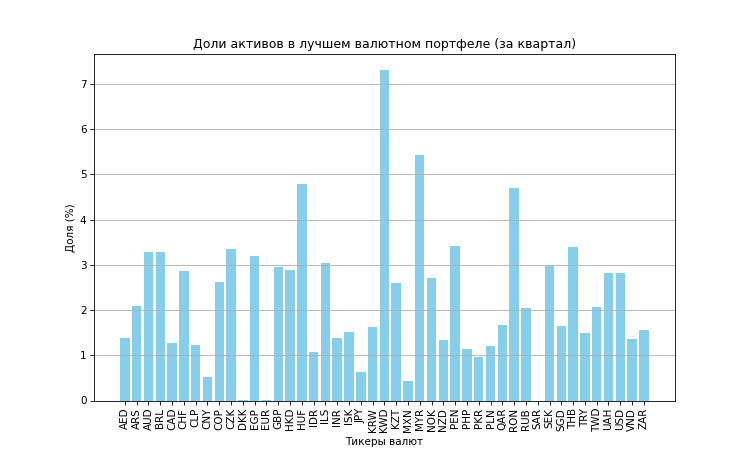 Доли активов в лучшем валютном портфеле (за квартал)
Доля (%)
7
6
5
4
3
2
1
0
AED ARS AUD BRL CAD CHF CLP CNY COP CZK DKK EGP EUR GBP HKD HUF IDR ILS INR ISK JPY KRW KWD KZT MXN MYR NOK NZD PEN PHP PKR PLN QAR RON RUB SAR SEK SGD THB TRY TWD UAH USD VND ZAR
Тикеры валют